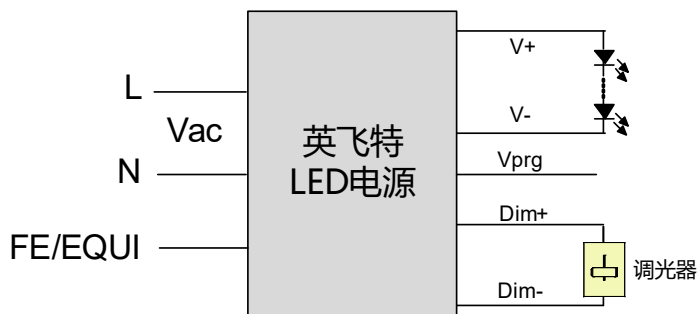 L
Vac
N
FE/EQUI
英飞特
LED电源
V+
V-
Vprg
Dim+
Dim-
调光器